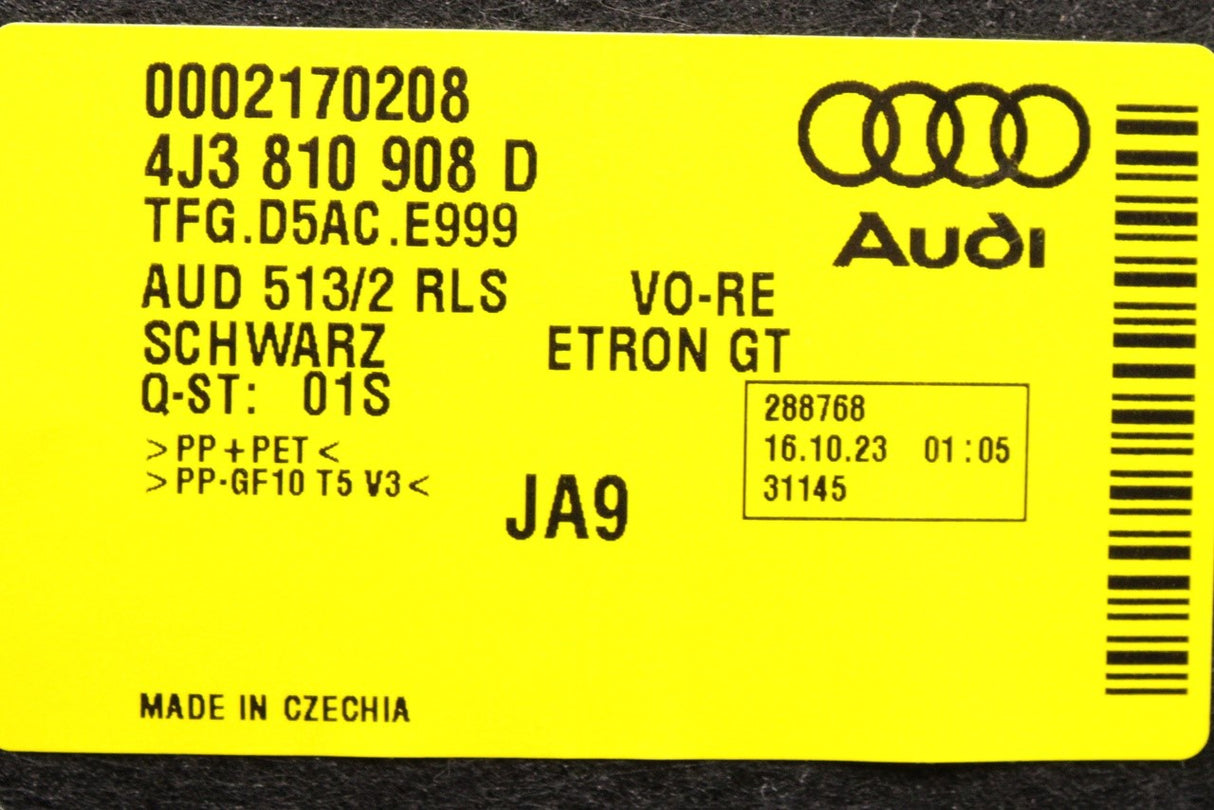 0002170208
4J3 810 908 D
TFG.D5AC.E999
Audi
AUD 513/2 RLS VO-RE
SCHWARZ ETRON GT
Q-ST: 01S
288768
16.10.23 01:05
31145
>PP+PET<
>PP-GF10 T5 V3<
JA9
MADE IN CZECHIA